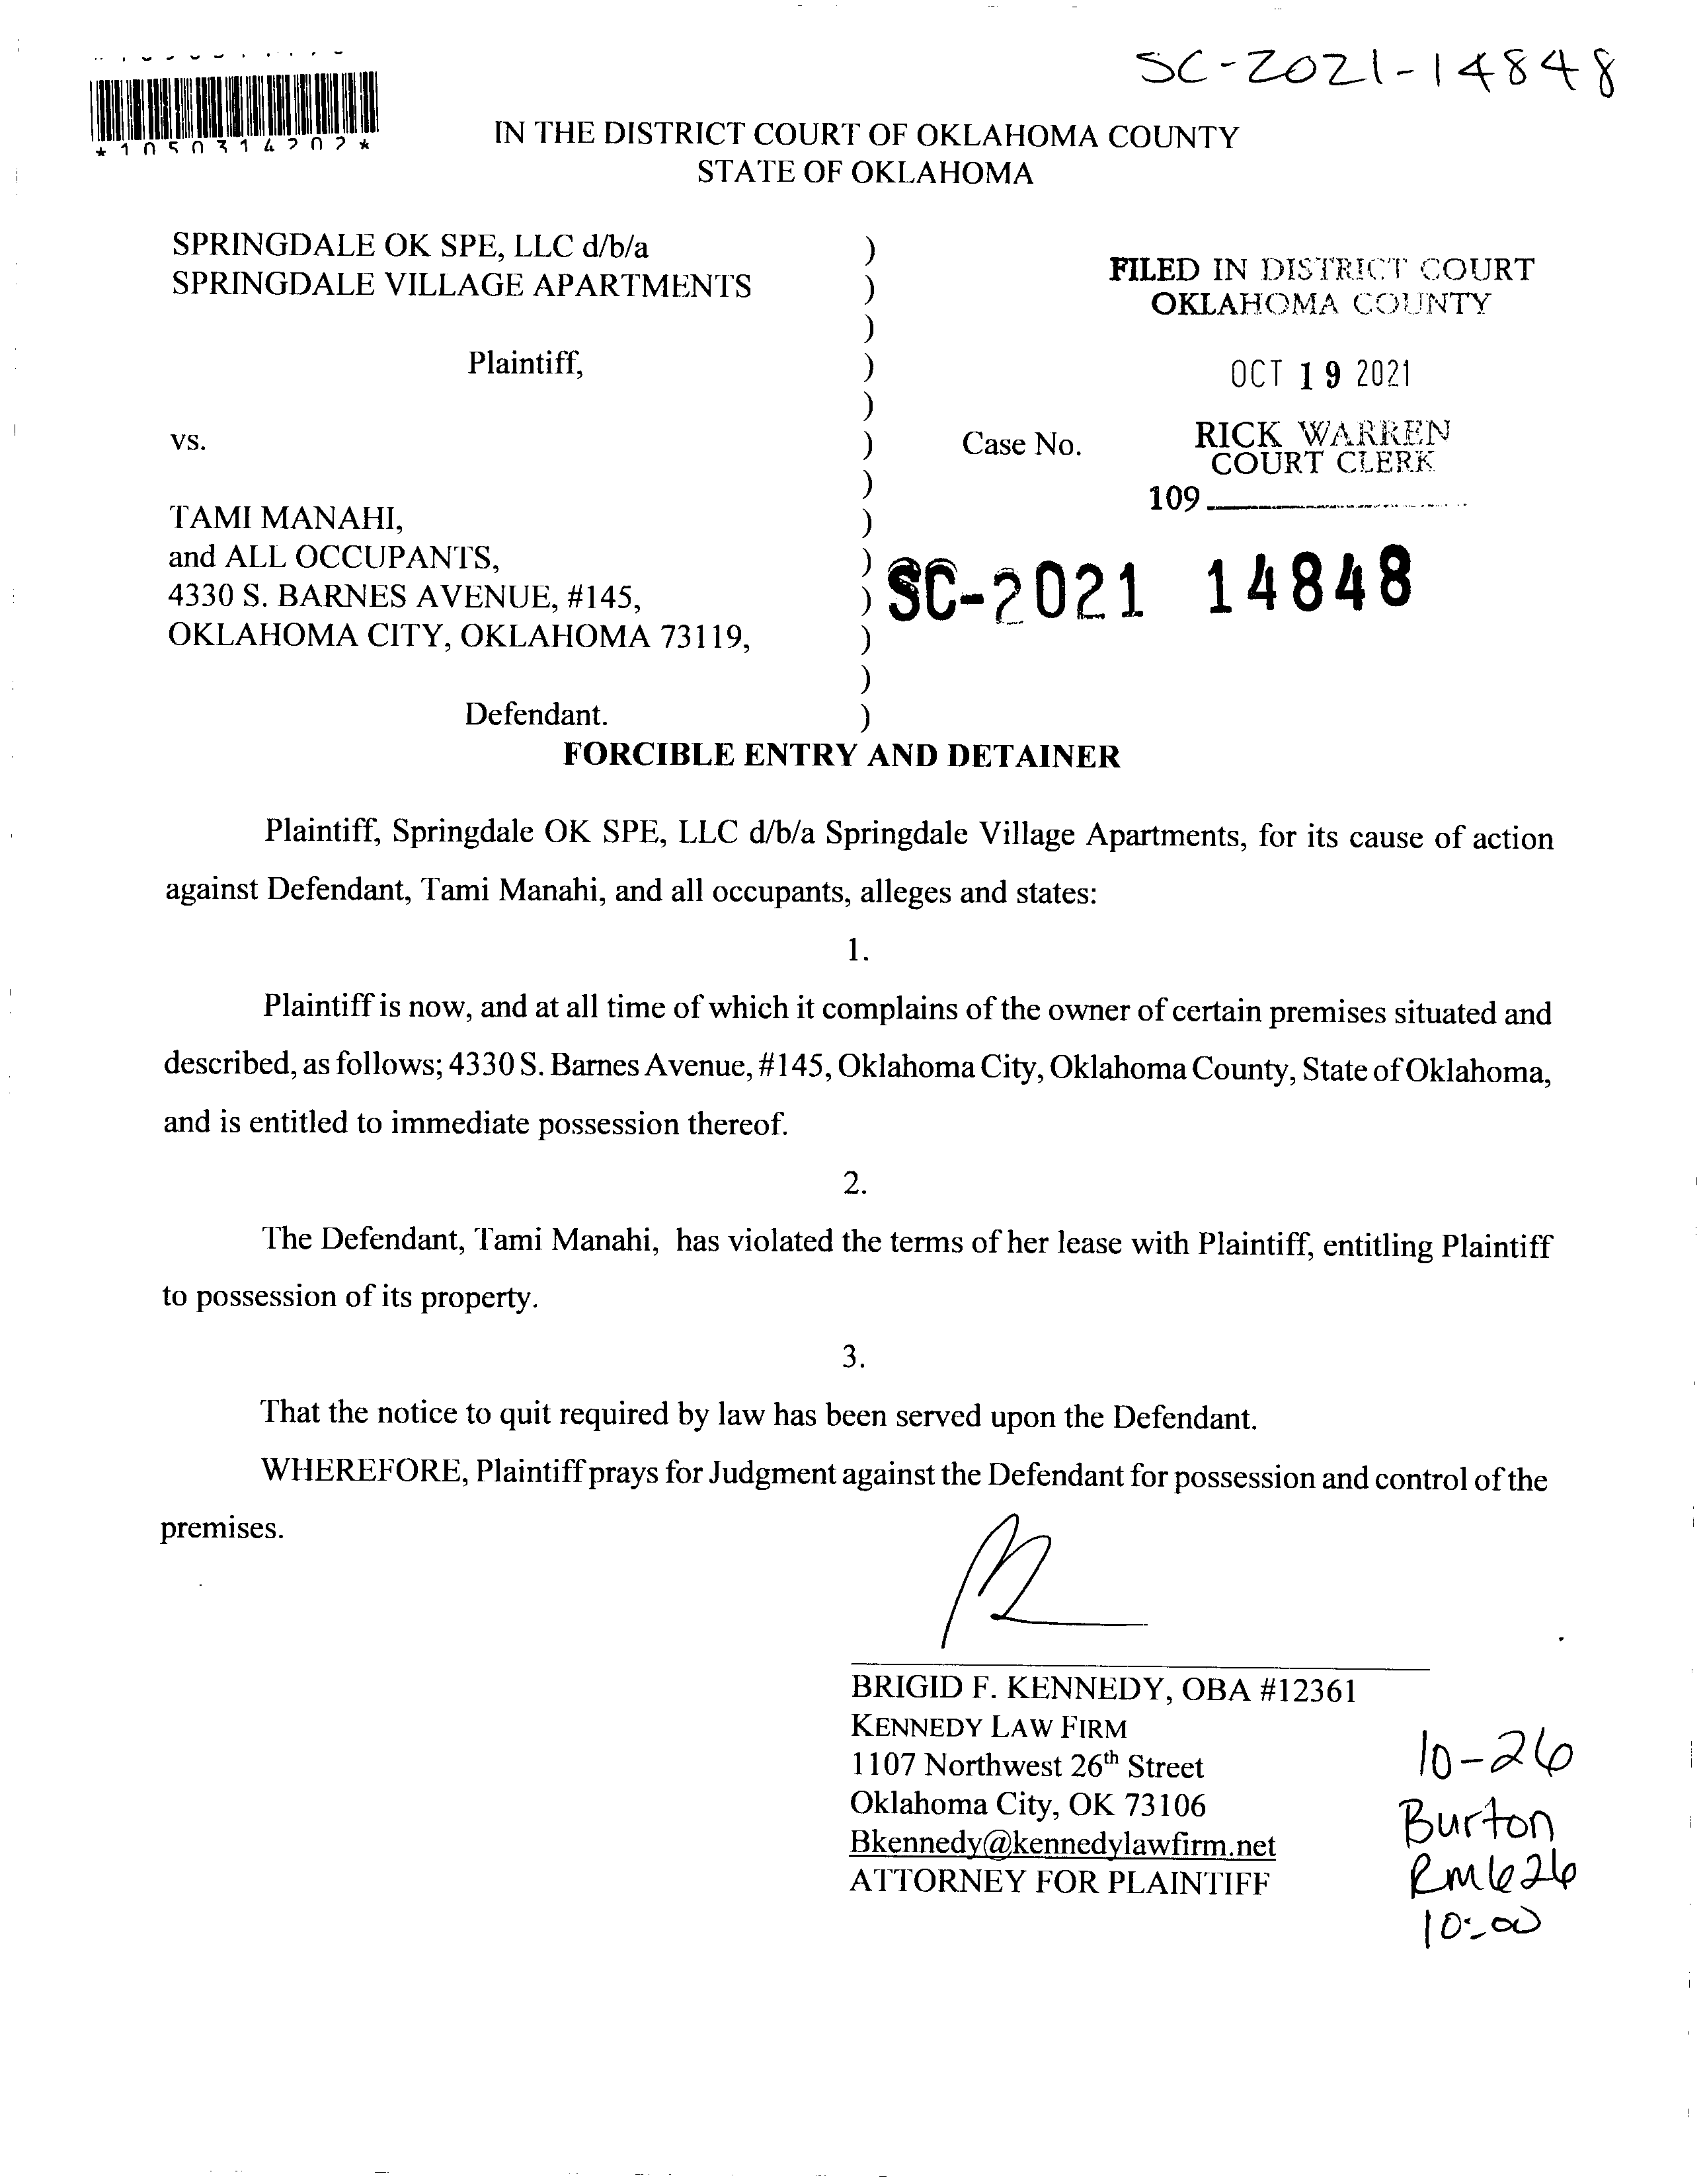 SC-2021-14848
*1050314202*
IN THE DISTRICT COURT OF OKLAHOMA COUNTY
STATE OF OKLAHOMA
SPRINGDALE OK SPE, LLC d/b/a )
SPRINGDALE VILLAGE APARTMENTS )
)
Plaintiff, )
)
vs. )
)
TAMI MANAHI, )
and ALL OCCUPANTS, )
4330 S. BARNES AVENUE, #145, )
OKLAHOMA CITY, OKLAHOMA 73119, )
)
Defendant. )
FILED IN DISTRICT COURT
OKLAHOMA COUNTY
OCT 19 2021
Case No.
RICK WARREN
COURT CLERK
109
SC-2021 14848
FORCIBLE ENTRY AND DETAINER
Plaintiff, Springdale OK SPE, LLC d/b/a Springdale Village Apartments, for its cause of action
against Defendant, Tami Manahi, and all occupants, alleges and states:
1.
Plaintiff is now, and at all time of which it complains of the owner of certain premises situated and
described, as follows; 4330 S. Barnes Avenue, #145, Oklahoma City, Oklahoma County, State of Oklahoma,
and is entitled to immediate possession thereof.
2.
The Defendant, Tami Manahi, has violated the terms of her lease with Plaintiff, entitling Plaintiff
to possession of its property.
3.
That the notice to quit required by law has been served upon the Defendant.
WHEREFORE, Plaintiff prays for Judgment against the Defendant for possession and control of the
premises.
BRIGID F. KENNEDY, OBA #12361
KENNEDY LAW FIRM
1107 Northwest 26th Street
Oklahoma City, OK 73106
Bkennedy@kennedylawfirm.net
ATTORNEY FOR PLAINTIFF
10-26
Burton
Rm626
10:00